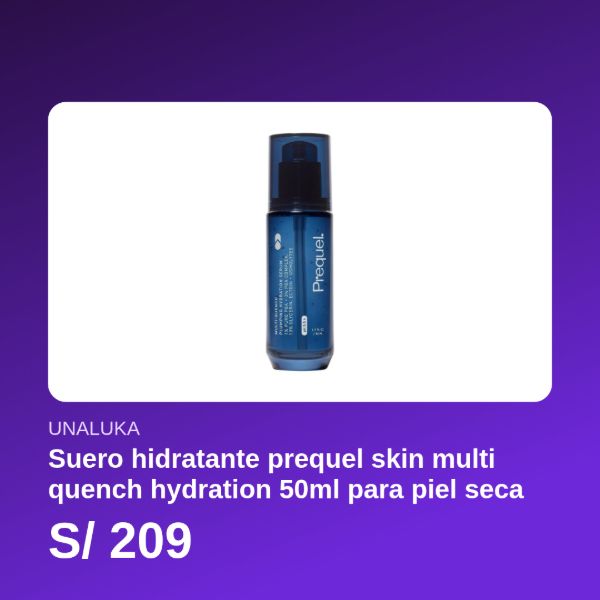 Prequel.
UNALUKA
Suero hidratante prequel skin multi
quench hydration 50ml para piel seca
S/ 209